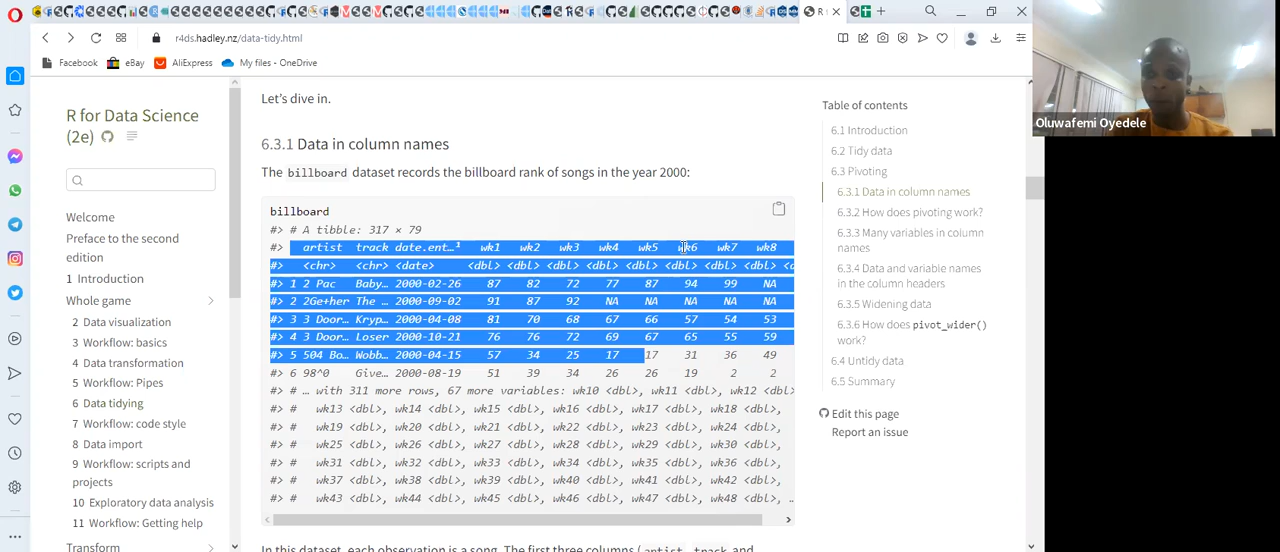 r4ds.hadley.nz/data-tidy.html
Facebook
eBay
AliExpress
My files - OneDrive
Oluwafemi Oyedele
R for Data Science
(2e)
Welcome
Preface to the second
edition
1 Introduction
Whole game
2 Data visualization
3 Workflow: basics
4 Data transformation
5 Workflow: Pipes
6 Data tidying
7 Workflow: code style
8 Data import
9 Workflow: scripts and
projects
10 Exploratory data analysis
11 Workflow: Getting help
Transform
Let's dive in.
6.3.1 Data in column names
The billboard dataset records the billboard rank of songs in the year 2000:
billboard
#> # A tibble: 317 × 79
#> artist track date.ent…¹ wk1 wk2 wk3 wk4 wk5 wk6 wk7 wk8
#> <chr> <chr> <date> <dbl> <dbl> <dbl> <dbl> <dbl> <dbl> <dbl> <dbl>
#> 1 2 Pac Baby… 2000-02-26 87 82 72 77 87 94 99 NA
#> 2 2Ge+her The … 2000-09-02 91 87 92 NA NA NA NA NA
#> 3 3 Door… Kryp… 2000-04-08 81 70 68 67 66 57 54 53
#> 4 3 Door… Loser 2000-10-21 76 76 72 69 67 65 55 59
#> 5 504 Bo… Wobb… 2000-04-15 57 34 25 17 17 31 36 49
#> 6 98^0 Give… 2000-08-19 51 39 34 26 26 19 2 2
#> # … with 311 more rows, 67 more variables: wk10 <dbl>, wk11 <dbl>, wk12 <dbl>
#> # wk13 <dbl>, wk14 <dbl>, wk15 <dbl>, wk16 <dbl>, wk17 <dbl>, wk18 <dbl>,
#> # wk19 <dbl>, wk20 <dbl>, wk21 <dbl>, wk22 <dbl>, wk23 <dbl>, wk24 <dbl>,
#> # wk25 <dbl>, wk26 <dbl>, wk27 <dbl>, wk28 <dbl>, wk29 <dbl>, wk30 <dbl>,
#> # wk31 <dbl>, wk32 <dbl>, wk33 <dbl>, wk34 <dbl>, wk35 <dbl>, wk36 <dbl>,
#> # wk37 <dbl>, wk38 <dbl>, wk39 <dbl>, wk40 <dbl>, wk41 <dbl>, wk42 <dbl>,
#> # wk43 <dbl>, wk44 <dbl>, wk45 <dbl>, wk46 <dbl>, wk47 <dbl>, wk48 <dbl>, …
In this dataset, each observation is a song. The first three columns (artist, track and
Table of contents
6.1 Introduction
6.2 Tidy data
6.3 Pivoting
6.3.1 Data in column names
6.3.2 How does pivoting work?
6.3.3 Many variables in column
names
6.3.4 Data and variable names
in the column headers
6.3.5 Widening data
6.3.6 How does pivot_wider()
work?
6.4 Untidy data
6.5 Summary
Edit this page
Report an issue